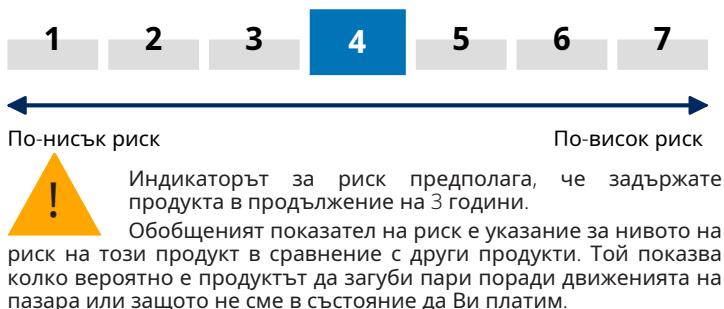 1 2 3 4 5 6 7
По-нисък риск По-висок риск
! Индикаторът за риск предполага, че задържате
продукта в продължение на 3 години.
Обобщеният показател на риск е указание за нивото на
риск на този продукт в сравнение с други продукти. Той показва
колко вероятно е продуктът да загуби пари поради движенията на
пазара или защото не сме в състояние да Ви платим.